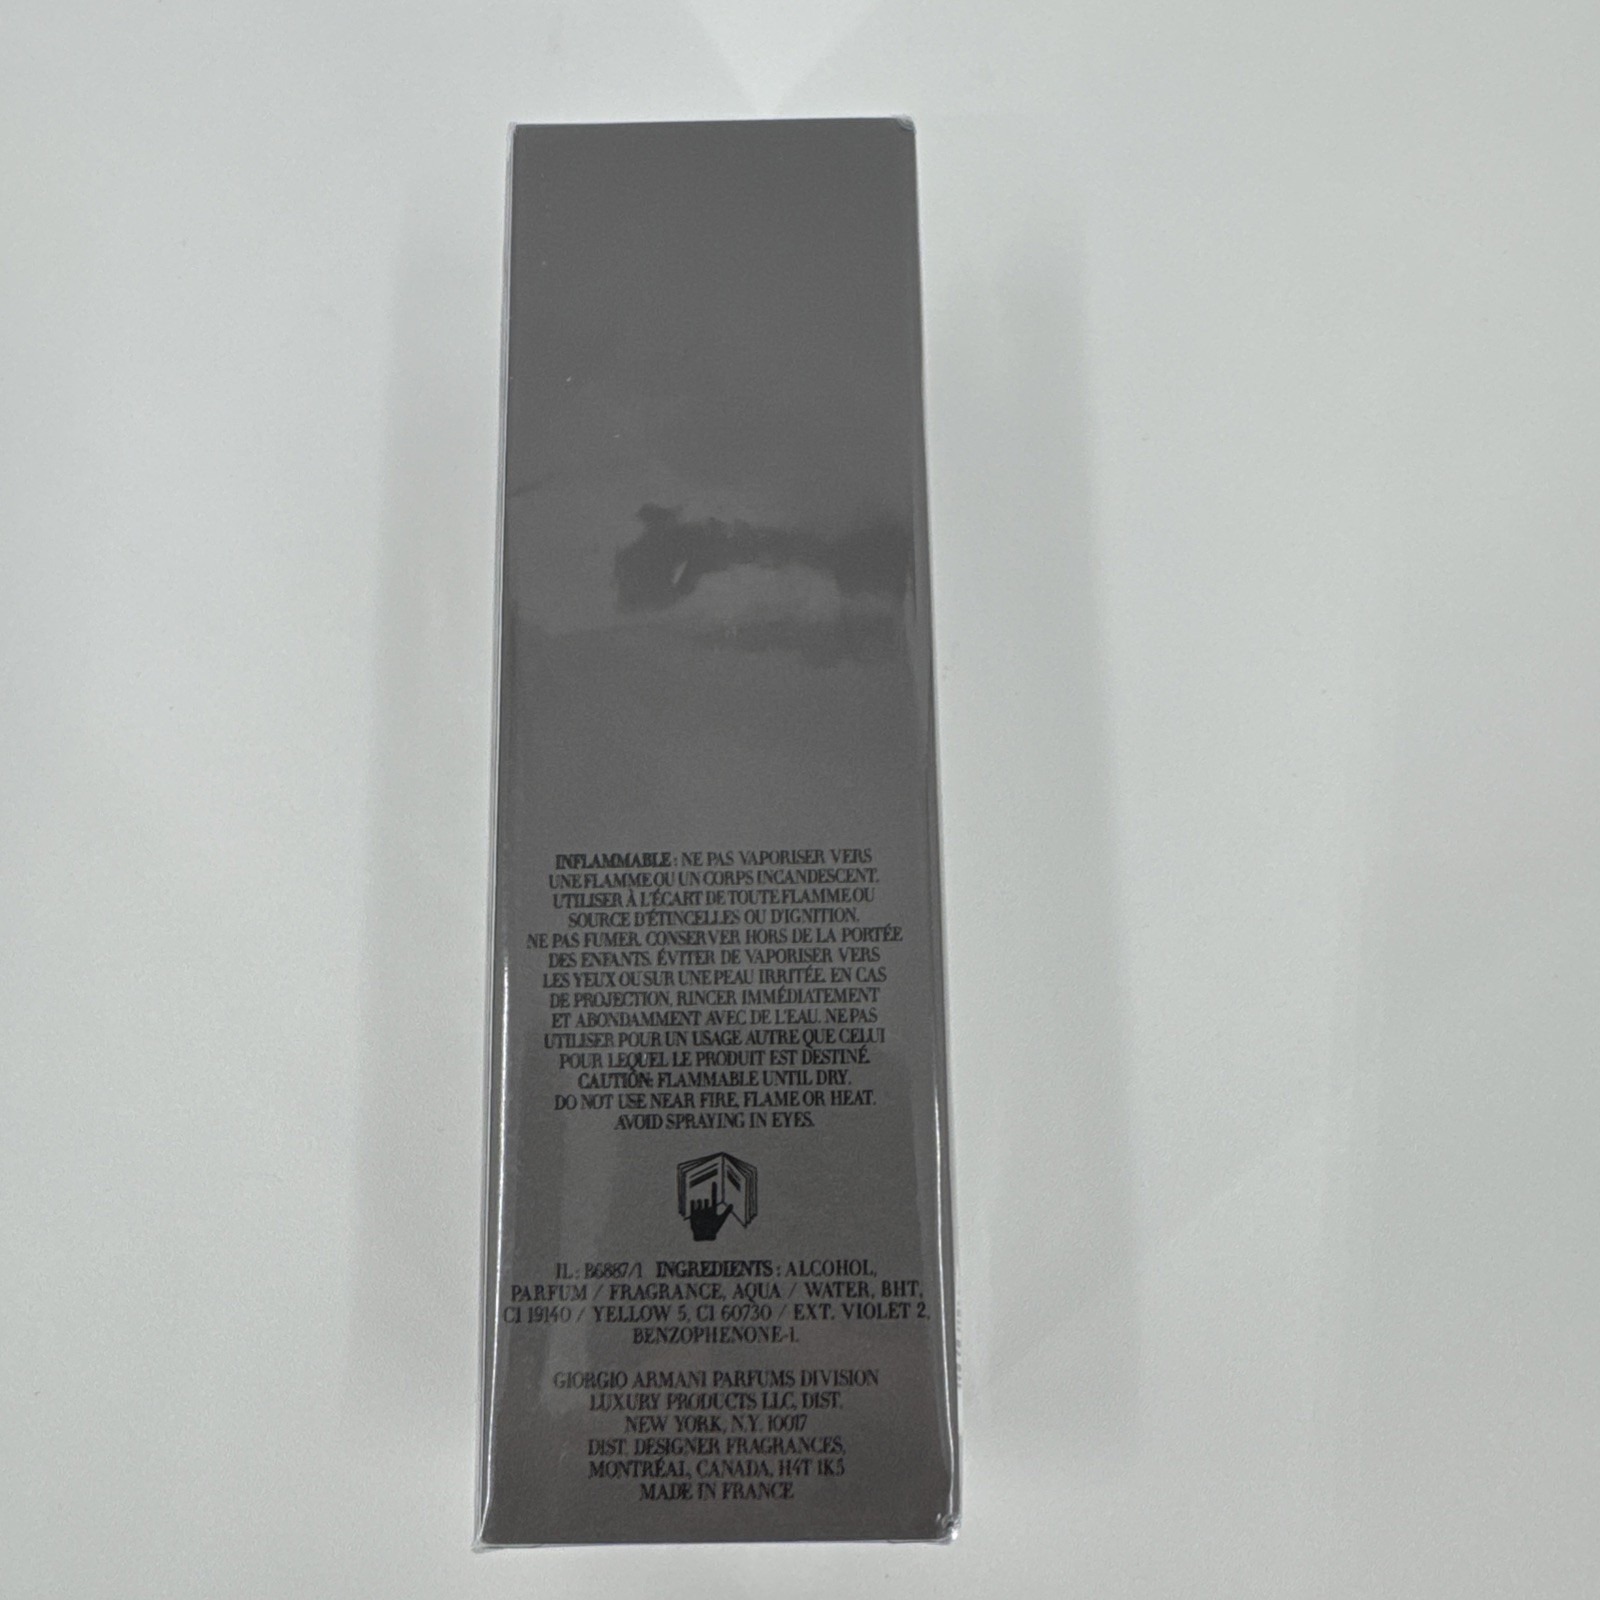 INFLAMMABLE : NE PAS VAPORISER VERS
UNE FLAMME OU UN CORPS INCANDESCENT.
UTILISER À L'ÉCART DE TOUTE FLAMME OU
SOURCE D'ÉTINCELLES OU D'IGNITION.
NE PAS FUMER. CONSERVER HORS DE LA PORTÉE
DES ENFANTS. ÉVITER DE VAPORISER VERS
LES YEUX OU SUR UNE PEAU IRRITÉE. EN CAS
DE PROJECTION, RINCER IMMÉDIATEMENT
ET ABONDAMMENT AVEC DE L'EAU. NE PAS
UTILISER POUR UN USAGE AUTRE QUE CELUI
POUR LEQUEL LE PRODUIT EST DESTINÉ.
CAUTION: FLAMMABLE UNTIL DRY.
DO NOT USE NEAR FIRE, FLAME OR HEAT.
AVOID SPRAYING IN EYES.
IL : B6887/1 INGREDIENTS : ALCOHOL,
PARFUM / FRAGRANCE, AQUA / WATER, BHT,
CI 19140 / YELLOW 5, CI 60730 / EXT. VIOLET 2,
BENZOPHENONE-1.
GIORGIO ARMANI PARFUMS DIVISION
LUXURY PRODUCTS LLC, DIST.
NEW YORK, N.Y. 10017
DIST. DESIGNER FRAGRANCES,
MONTRÉAL, CANADA, H4T 1K5
MADE IN FRANCE